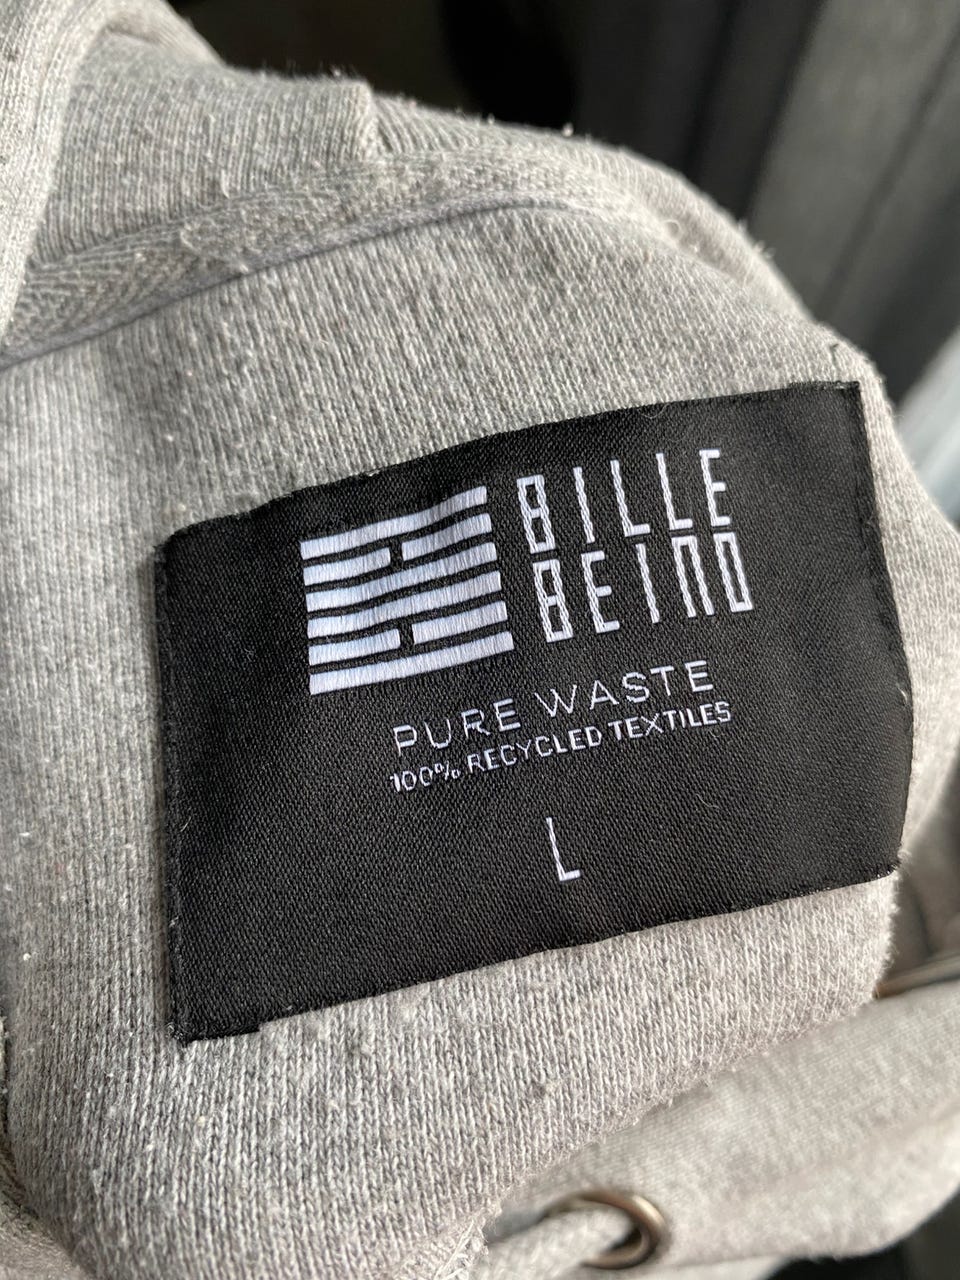 BILLE
BEINO
PURE WASTE
100% RECYCLED TEXTILES
L